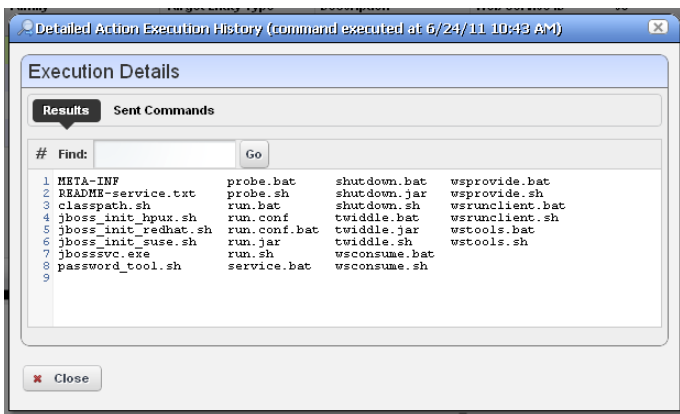 Detailed Action Execution History (command executed at 6/24/11 10:43 AM)
Execution Details
Results Sent Commands
# Find: Go
1 META-INF probe.bat shutdown.bat wsprovide.bat
2 README-service.txt probe.sh shutdown.jar wsprovide.sh
3 classpath.sh run.bat shutdown.sh wsrunclient.bat
4 jboss_init_hpux.sh run.conf twiddle.bat wsrunclient.sh
5 jboss_init_redhat.sh run.conf.bat twiddle.jar wstools.bat
6 jboss_init_suse.sh run.jar twiddle.sh wstools.sh
7 jbosssvc.exe run.sh wsconsume.bat
8 password_tool.sh service.bat wsconsume.sh
9
Close